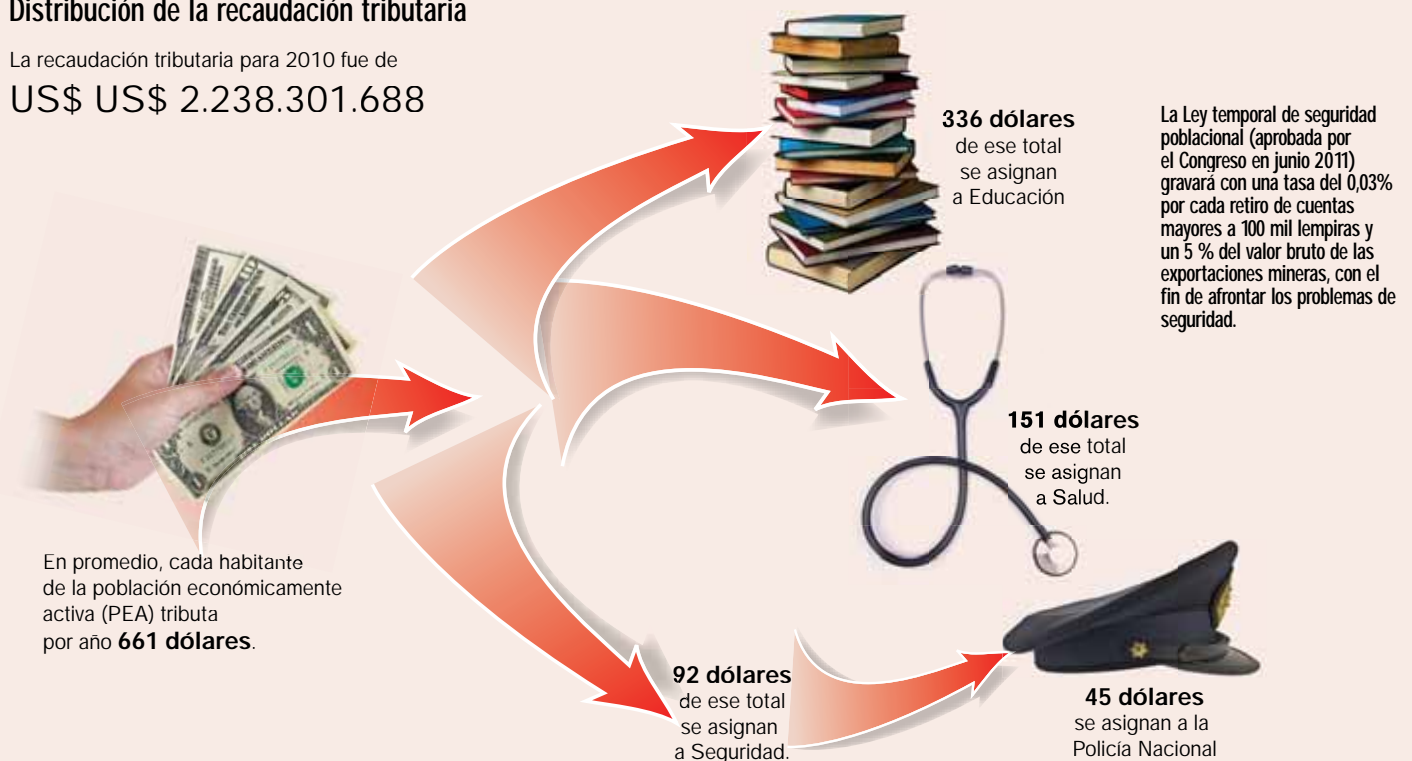 Distribución de la recaudación tributaria
La recaudación tributaria para 2010 fue de
US$ US$ 2.238.301.688
336 dólares
de ese total
se asignan
a Educación
La Ley temporal de seguridad
poblacional (aprobada por
el Congreso en junio 2011)
gravará con una tasa del 0,03%
por cada retiro de cuentas
mayores a 100 mil lempiras y
un 5 % del valor bruto de las
exportaciones mineras, con el
fin de afrontar los problemas de
seguridad.
151 dólares
de ese total
se asignan
a Salud.
En promedio, cada habitante
de la población económicamente
activa (PEA) tributa
por año 661 dólares.
92 dólares
de ese total
se asignan
a Seguridad.
45 dólares
se asignan a la
Policía Nacional